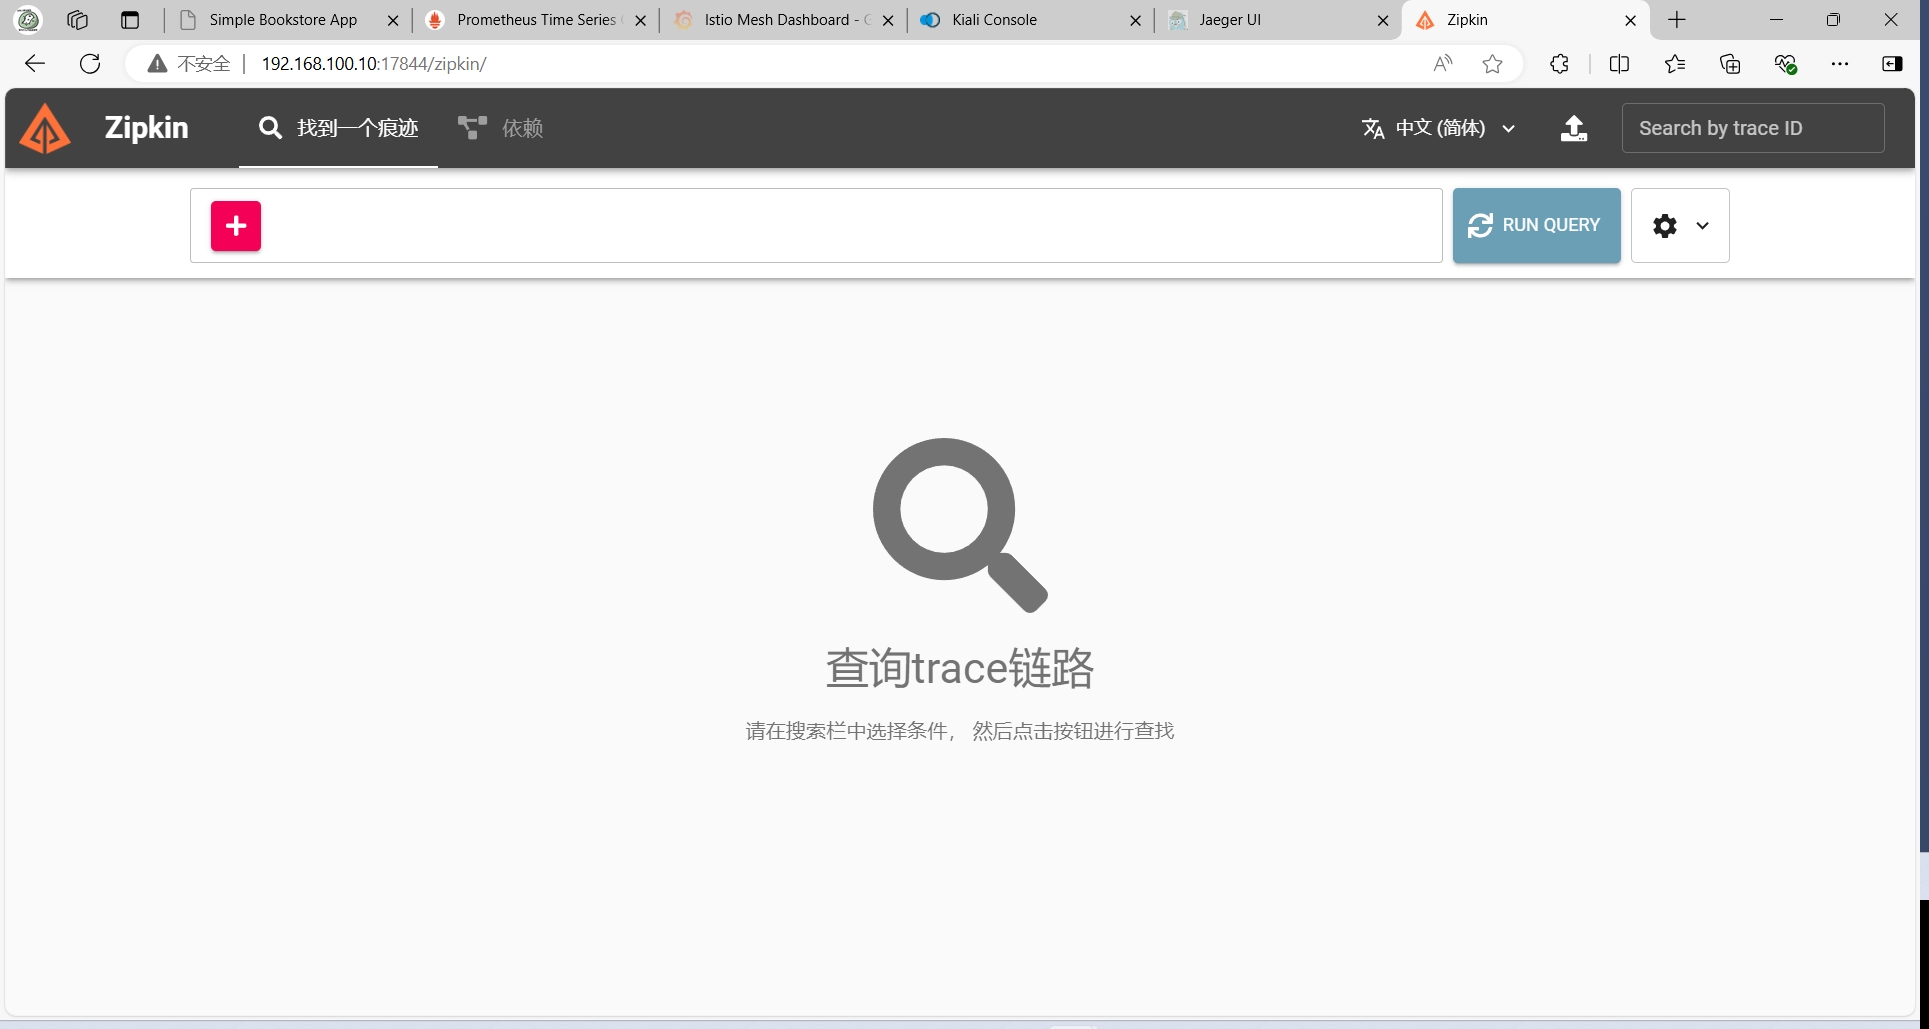 Simple Bookstore App
Prometheus Time Series
Istio Mesh Dashboard - G
Kiali Console
Jaeger UI
Zipkin
不安全
192.168.100.10:17844/zipkin/
Zipkin
找到一个痕迹
依赖
中文 (简体)
Search by trace ID
RUN QUERY
查询trace链路
请在搜索栏中选择条件， 然后点击按钮进行查找